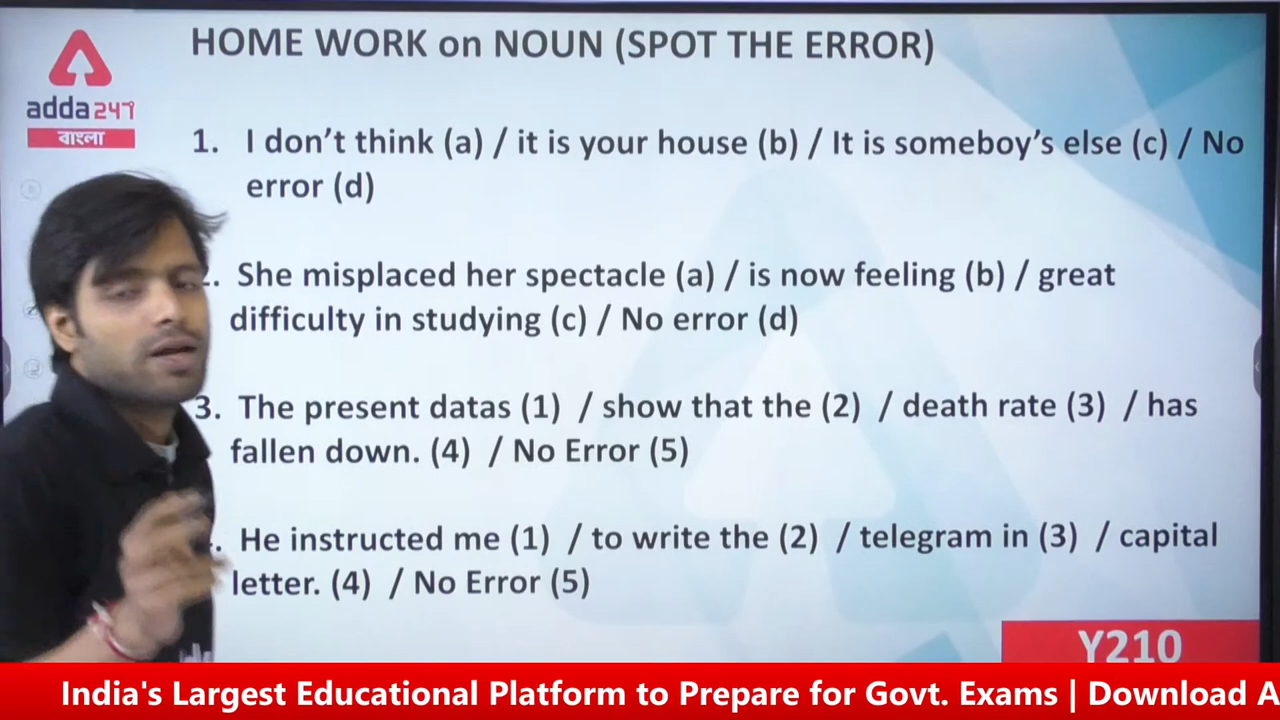 HOME WORK on NOUN (SPOT THE ERROR)
adda247
বাংলা
1. I don't think (a) / it is your house (b) / It is someboy's else (c) / No
error (d)
. She misplaced her spectacle (a) / is now feeling (b) / great
difficulty in studying (c) / No error (d)
3. The present datas (1) / show that the (2) / death rate (3) / has
fallen down. (4) / No Error (5)
. He instructed me (1) / to write the (2) / telegram in (3) / capital
letter. (4) / No Error (5)
Y210
India's Largest Educational Platform to Prepare for Govt. Exams | Download A